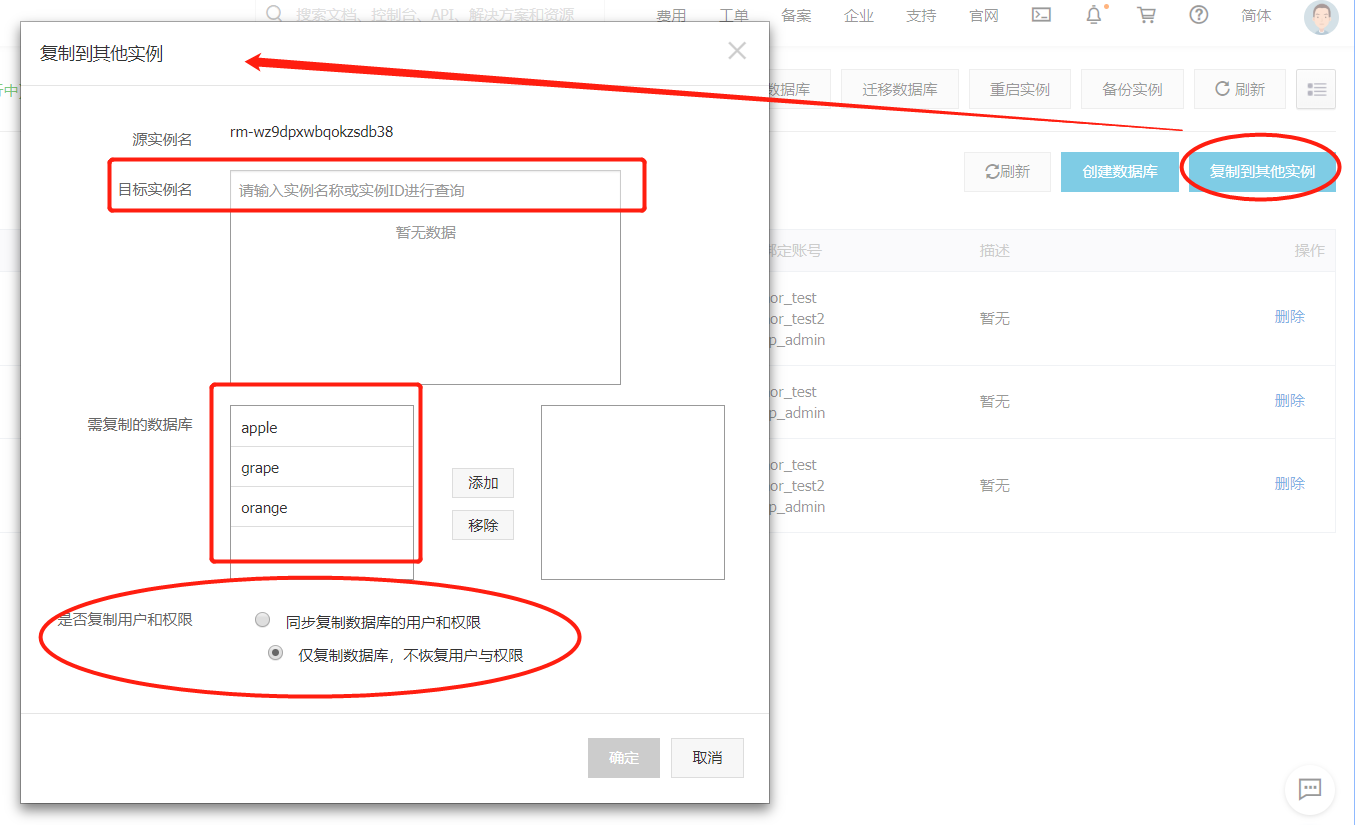 搜索文档、控制台、API、解决方案和资源
费用
工单
备案
企业
支持
官网
简体
复制到其他实例
数据库
迁移数据库
重启实例
备份实例
刷新
刷新
创建数据库
复制到其他实例
源实例名
rm-wz9dpxwbqokzsdb38
目标实例名
请输入实例名称或实例ID进行查询
暂无数据
绑定账号
描述
操作
or_test
or_test2
p_admin
暂无
删除
or_test
p_admin
暂无
删除
or_test
or_test2
p_admin
暂无
删除
需复制的数据库
apple
grape
orange
添加
移除
是否复制用户和权限
同步复制数据库的用户和权限
仅复制数据库，不恢复用户与权限
确定
取消